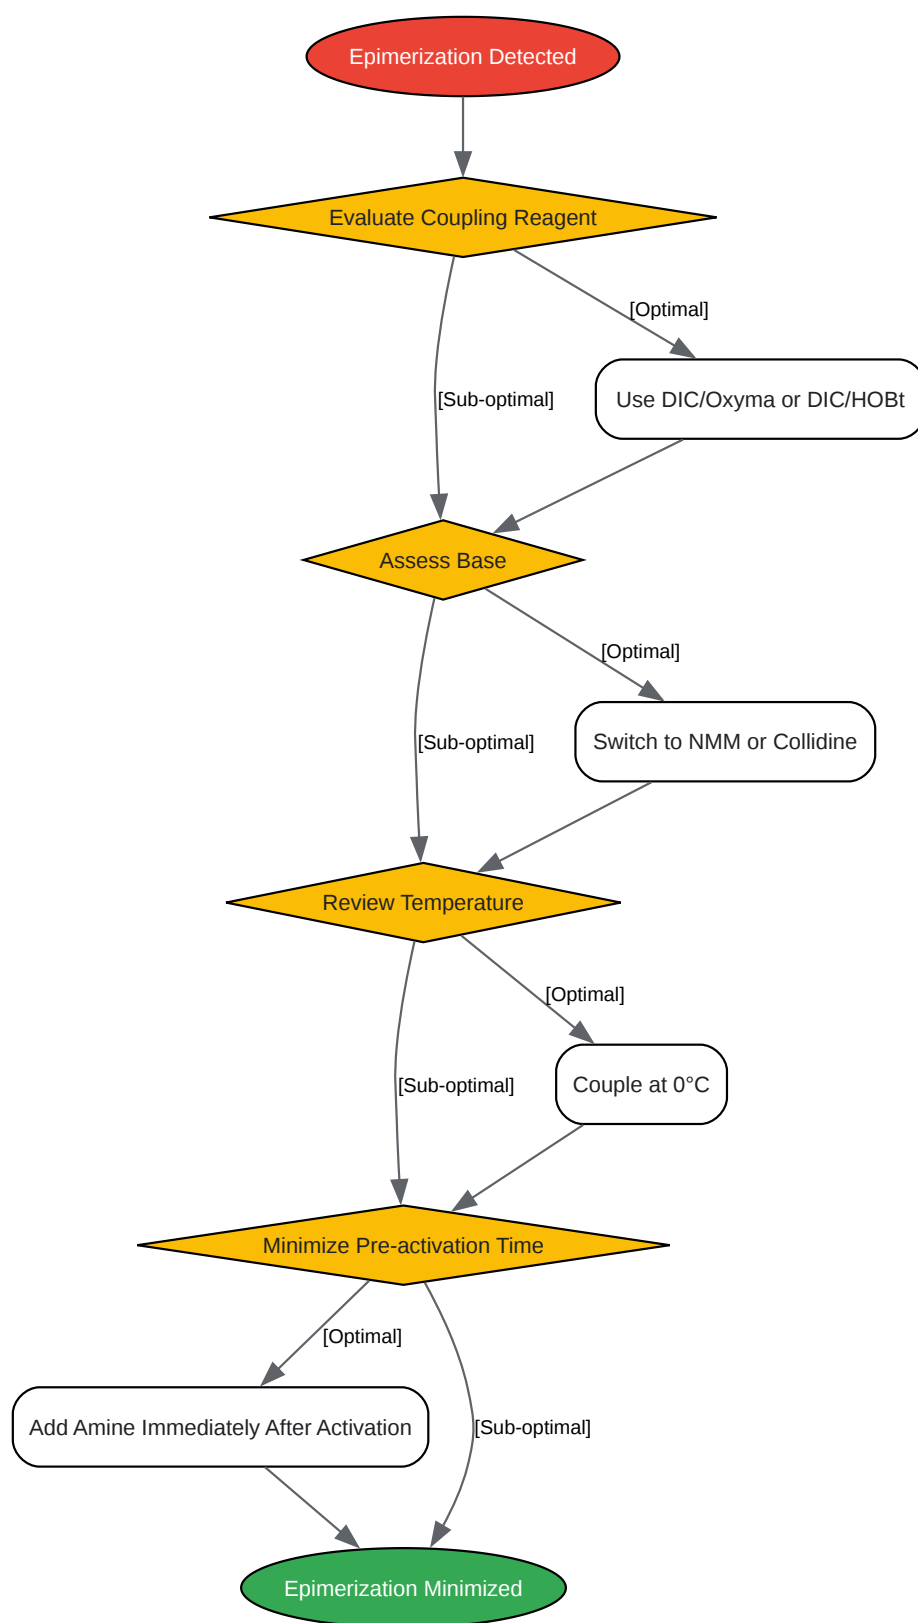 Epimerization Detected
Evaluate Coupling Reagent
[Optimal]
[Sub-optimal]
Use DIC/Oxyma or DIC/HOBt
Assess Base
[Optimal]
[Sub-optimal]
Switch to NMM or Collidine
Review Temperature
[Optimal]
[Sub-optimal]
Couple at 0°C
Minimize Pre-activation Time
[Optimal]
Add Amine Immediately After Activation
[Sub-optimal]
Epimerization Minimized